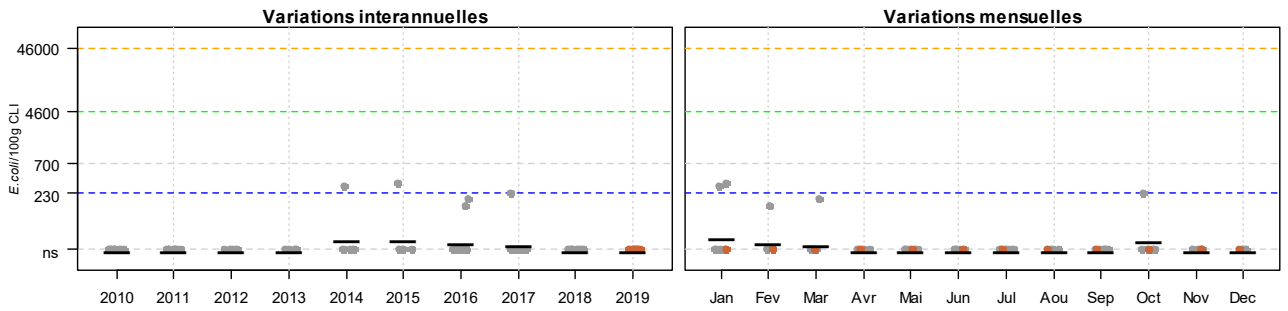 Variations interannuelles
Variations mensuelles
E.coli/100g CLI
46000
4600
700
230
ns
2010 2011 2012 2013 2014 2015 2016 2017 2018 2019
Jan Fev Mar Avr Mai Jun Jul Aou Sep Oct Nov Dec